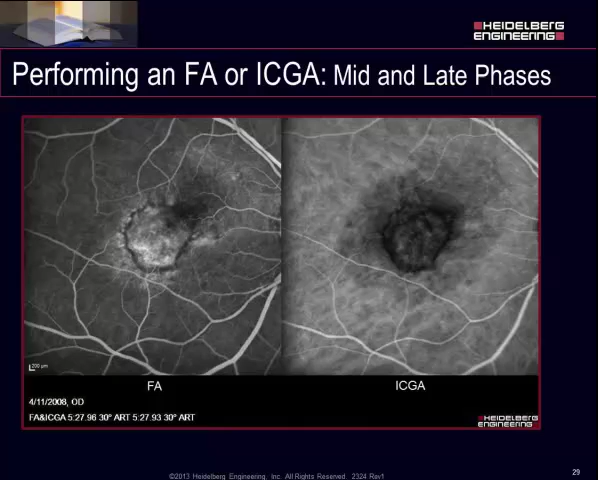 HEIDELBERG
ENGINEERING
Performing an FA or ICGA: Mid and Late Phases
200 µm
FA
ICGA
4/11/2008, OD
FA&ICGA 5:27.96 30° ART 5:27.93 30° ART
HEIDELBERG
ENGINEERING
©2013 Heidelberg Engineering, Inc. All Rights Reserved. 2324 Rev1
29